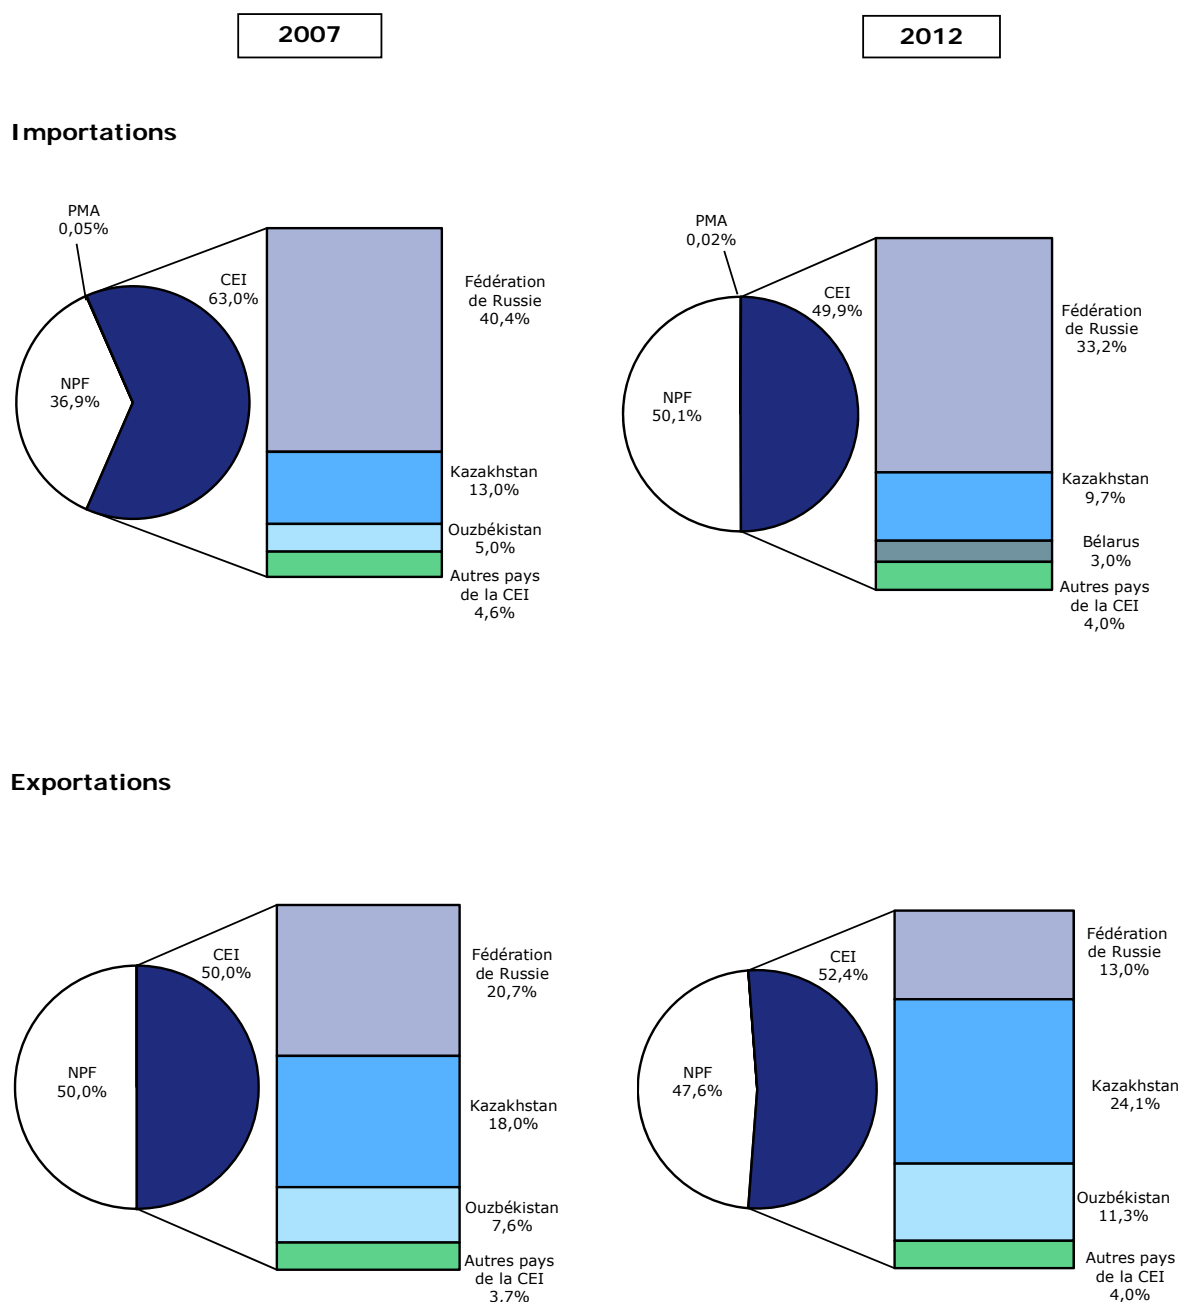 2007
2012
Importations
PMA
0,05%
CEI
63,0%
NPF
36,9%
Fédération
de Russie
40,4%
Kazakhstan
13,0%
Ouzbékistan
5,0%
Autres pays
de la CEI
4,6%
PMA
0,02%
CEI
49,9%
NPF
50,1%
Fédération
de Russie
33,2%
Kazakhstan
9,7%
Bélarus
3,0%
Autres pays
de la CEI
4,0%
Exportations
CEI
50,0%
NPF
50,0%
Fédération
de Russie
20,7%
Kazakhstan
18,0%
Ouzbékistan
7,6%
Autres pays
de la CEI
3,7%
CEI
52,4%
NPF
47,6%
Fédération
de Russie
13,0%
Kazakhstan
24,1%
Ouzbékistan
11,3%
Autres pays
de la CEI
4,0%